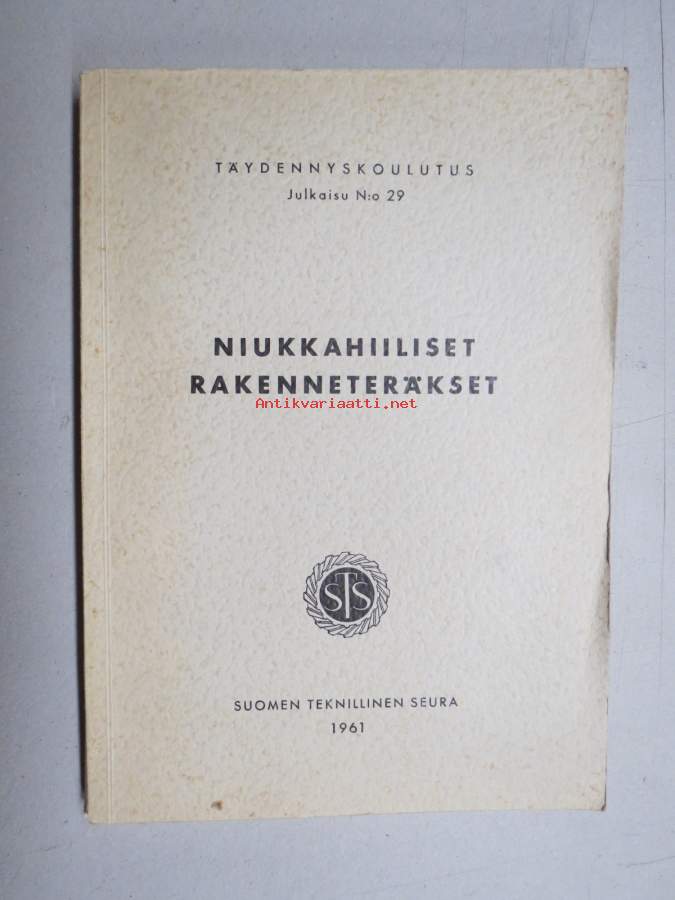 TÄYDENNYSKOULUTUS
Julkaisu N:o 29
NIUKKAHIILISET
RAKENNETERÄKSET
Antikvariaatti.net
STS
SUOMEN TEKNILLINEN SEURA
1961